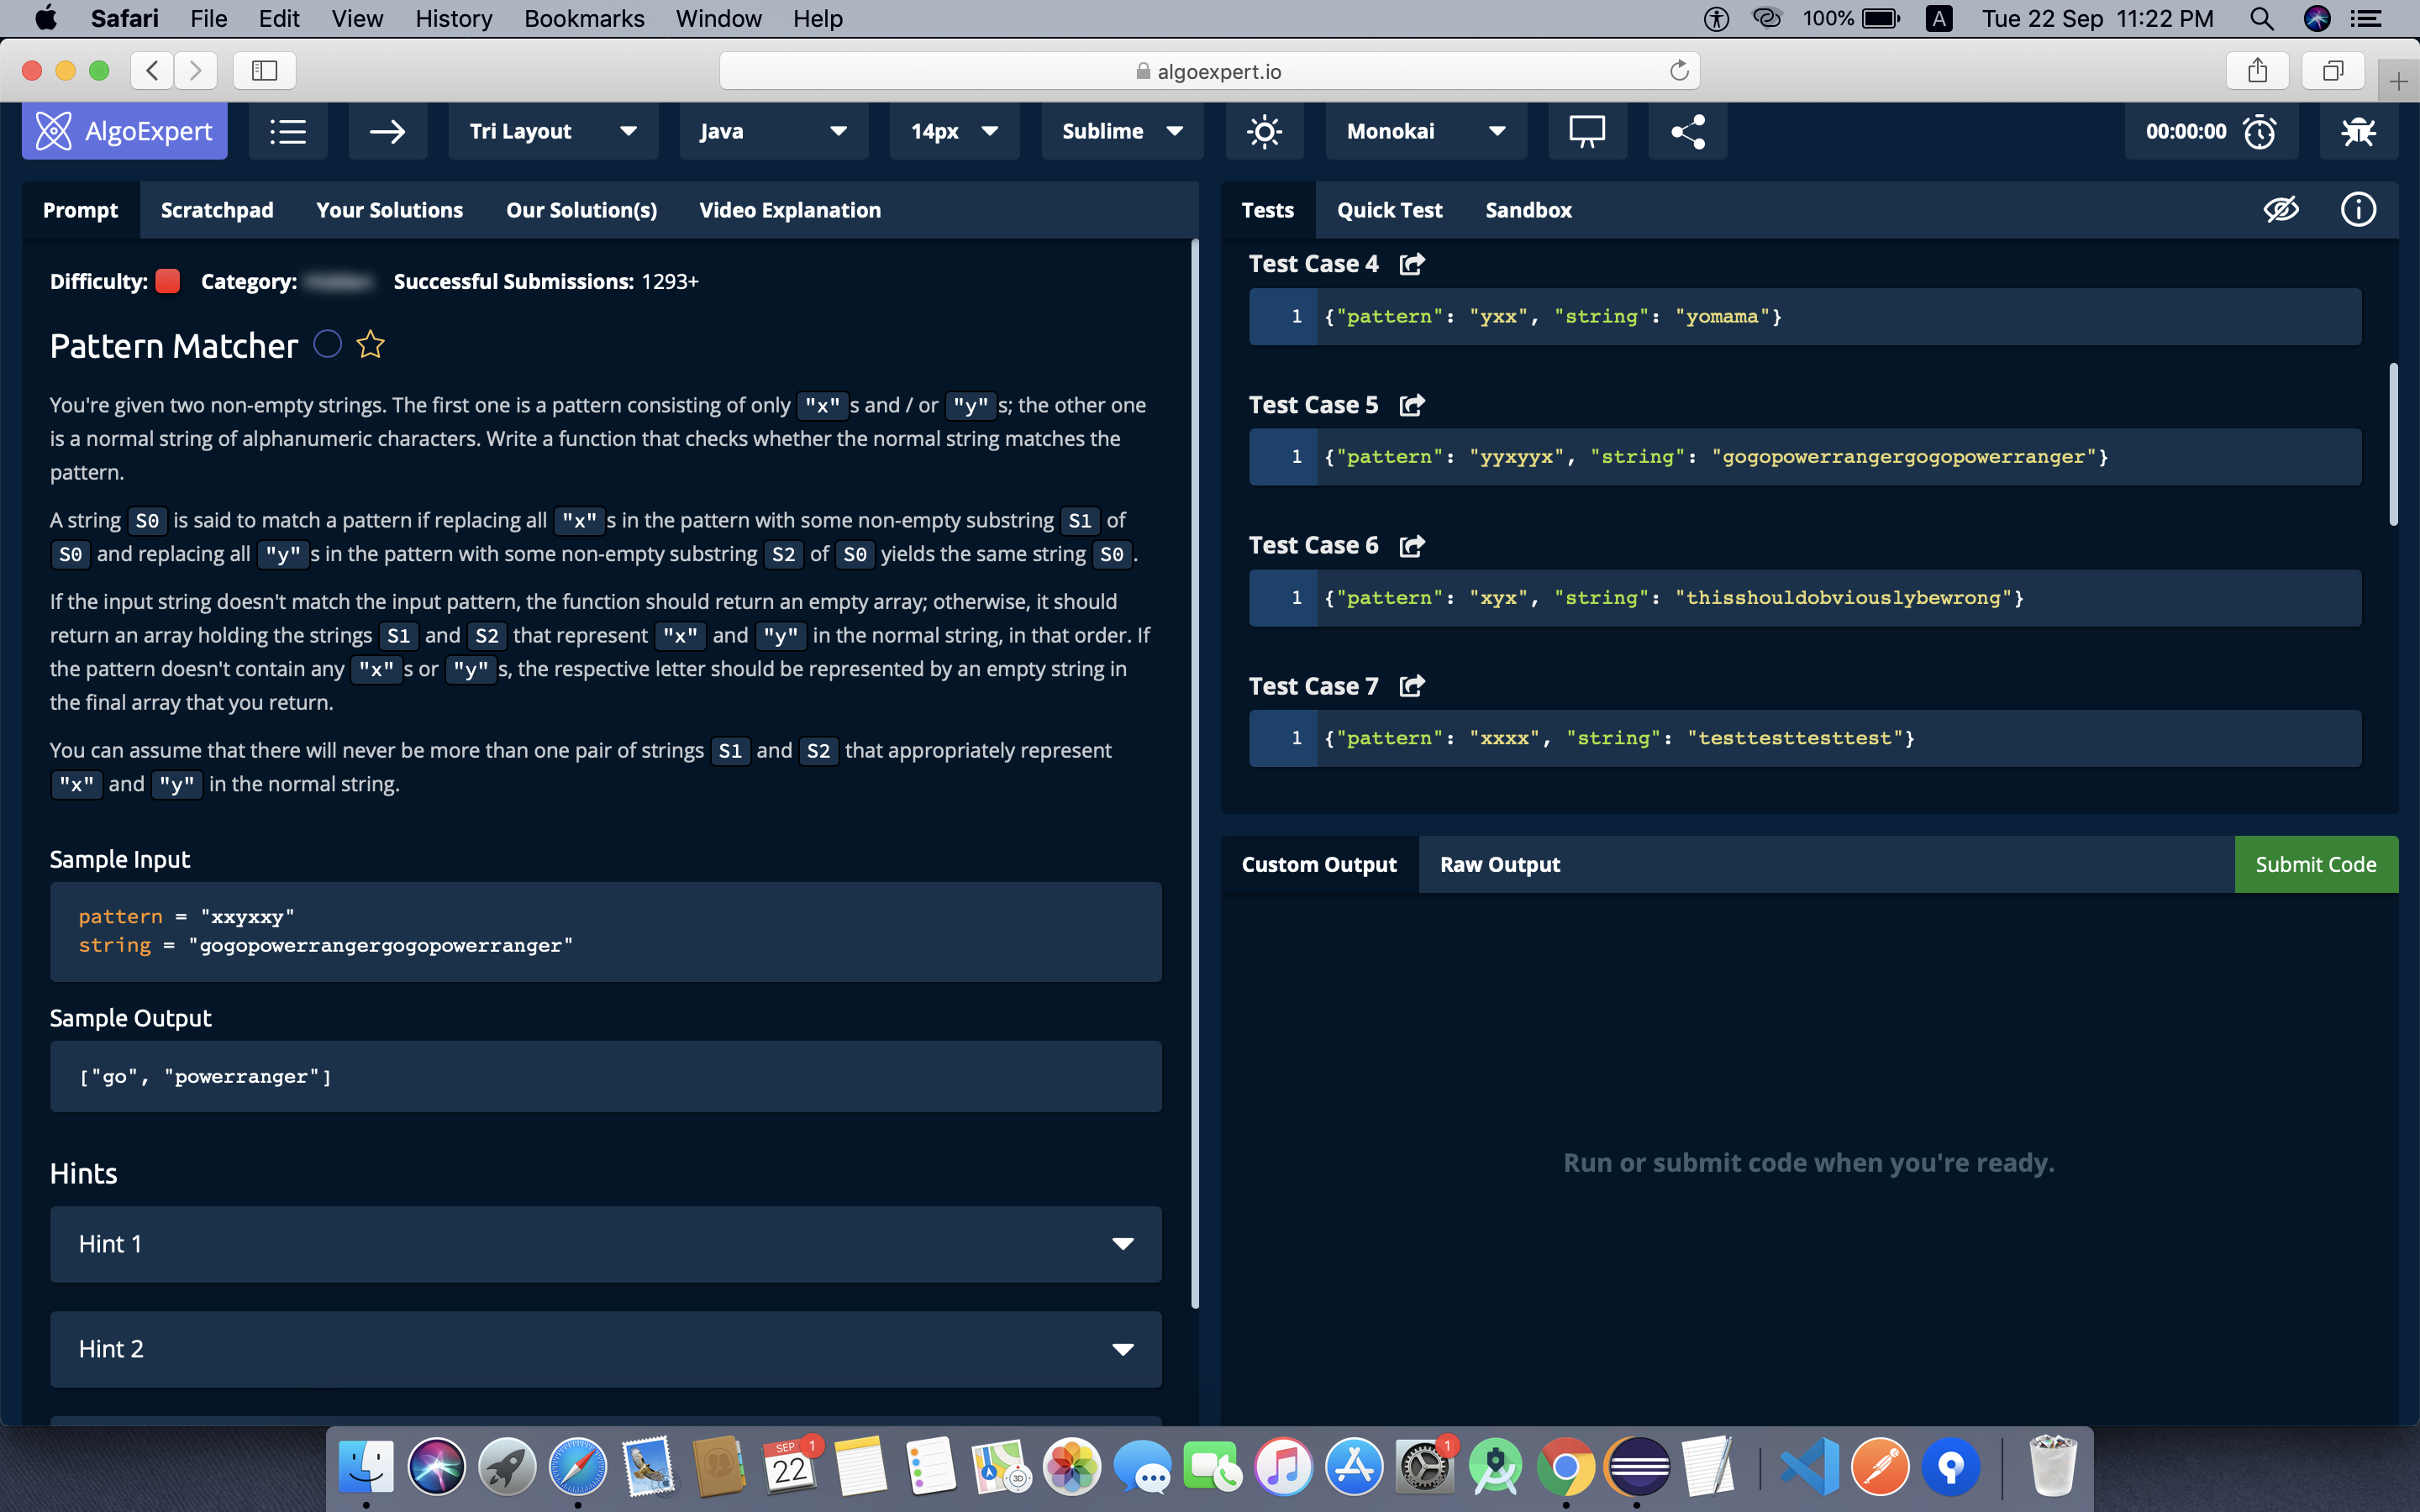 Safari File Edit View History Bookmarks Window Help 100% A Tue 22 Sep 11:22 PM
algoexpert.io
AlgoExpert Tri Layout Java 14px Sublime Monokai 00:00:00
Prompt Scratchpad Your Solutions Our Solution(s) Video Explanation
Difficulty: Category: Successful Submissions: 1293+
Pattern Matcher
You're given two non-empty strings. The first one is a pattern consisting of only "x" s and / or "y" s; the other one
is a normal string of alphanumeric characters. Write a function that checks whether the normal string matches the
pattern.
A string S0 is said to match a pattern if replacing all "x" s in the pattern with some non-empty substring S1 of
S0 and replacing all "y" s in the pattern with some non-empty substring S2 of S0 yields the same string S0 .
If the input string doesn't match the input pattern, the function should return an empty array; otherwise, it should
return an array holding the strings S1 and S2 that represent "x" and "y" in the normal string, in that order. If
the pattern doesn't contain any "x" s or "y" s, the respective letter should be represented by an empty string in
the final array that you return.
You can assume that there will never be more than one pair of strings S1 and S2 that appropriately represent
"x" and "y" in the normal string.
Sample Input
pattern = "xxyxxy"
string = "gogopowerrangergogopowerranger"
Sample Output
["go", "powerranger"]
Hints
Hint 1
Hint 2
Tests Quick Test Sandbox
Test Case 4
1 {"pattern": "yxx", "string": "yomama"}
Test Case 5
1 {"pattern": "yyxyyx", "string": "gogopowerrangergogopowerranger"}
Test Case 6
1 {"pattern": "xyx", "string": "thisshouldobviouslybewrong"}
Test Case 7
1 {"pattern": "xxxx", "string": "testtesttesttest"}
Custom Output Raw Output Submit Code
Run or submit code when you're ready.
SEP 22 1
3D
1